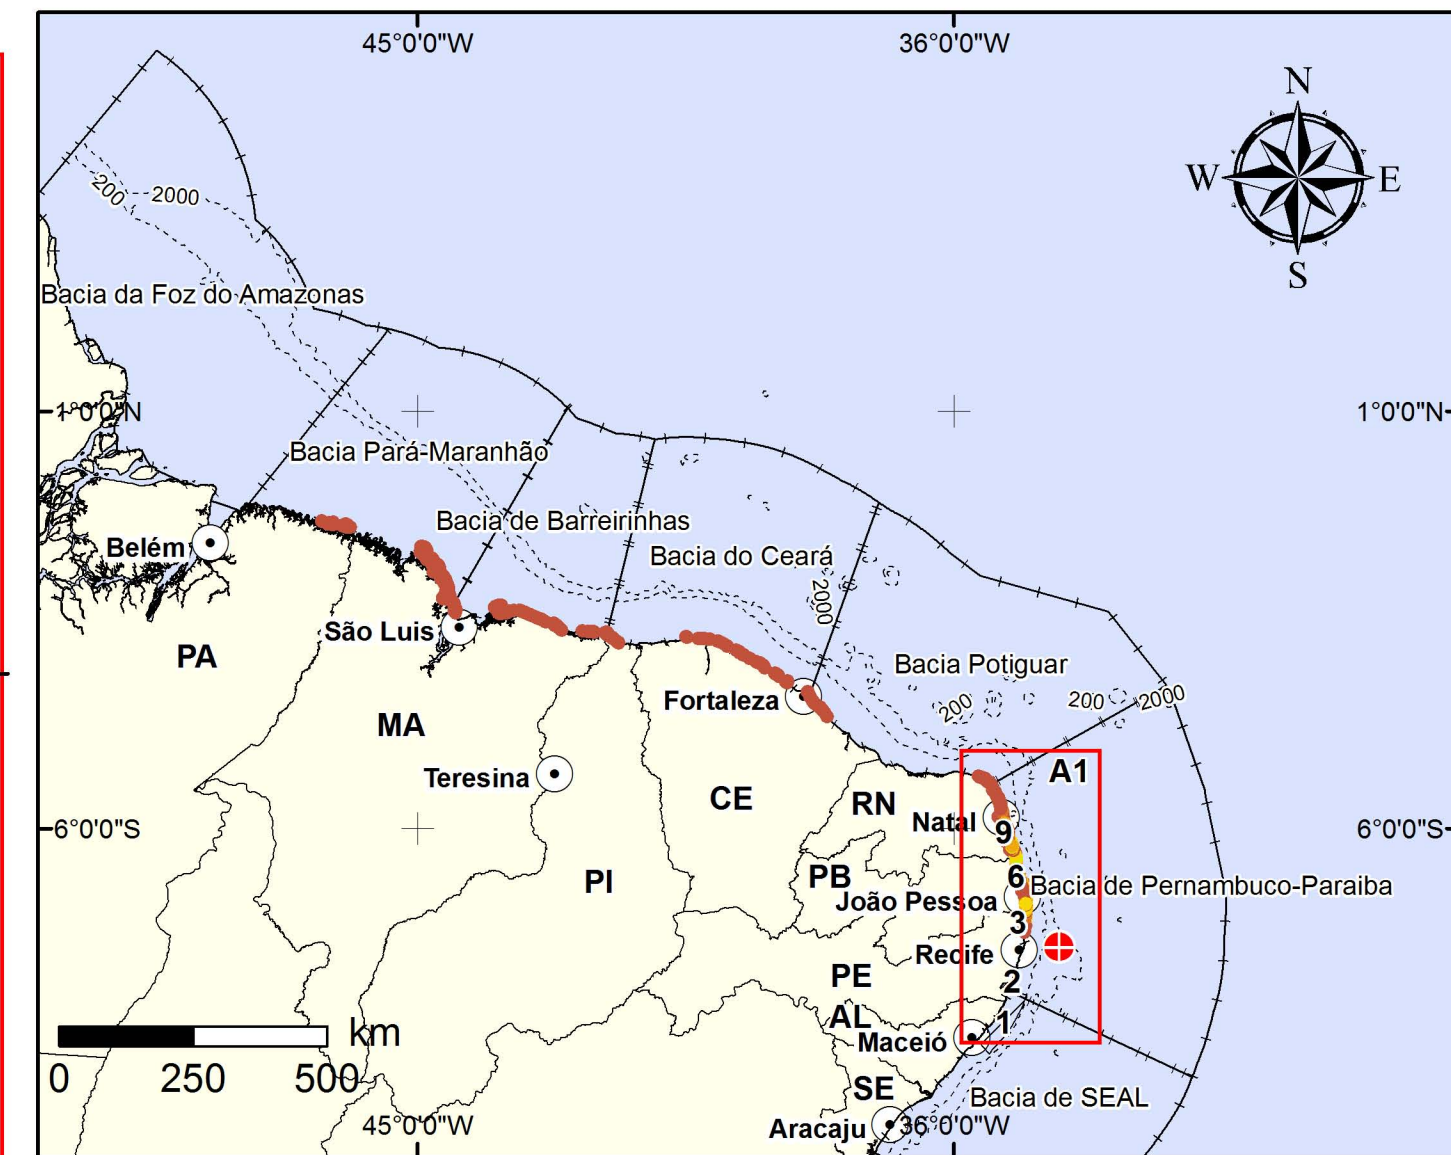 45°0'0"W
36°0'0"W
N
W
E
S
200
2000
Bacia da Foz do Amazonas
1°0'0"N
1°0'0"N
Bacia Pará-Maranhão
Bacia de Barreirinhas
Belém
Bacia do Ceará
2000
São Luis
PA
Bacia Potiguar
Fortaleza
200
200
2000
MA
Teresina
A1
CE
RN
Natal
9
6°0'0"S
6°0'0"S
PI
PB
6
Bacia de Pernambuco-Paraiba
João Pessoa
3
Recife
PE
2
AL
1
km
Maceió
0
250
500
SE
Bacia de SEAL
45°0'0"W
Aracaju
36°0'0"W